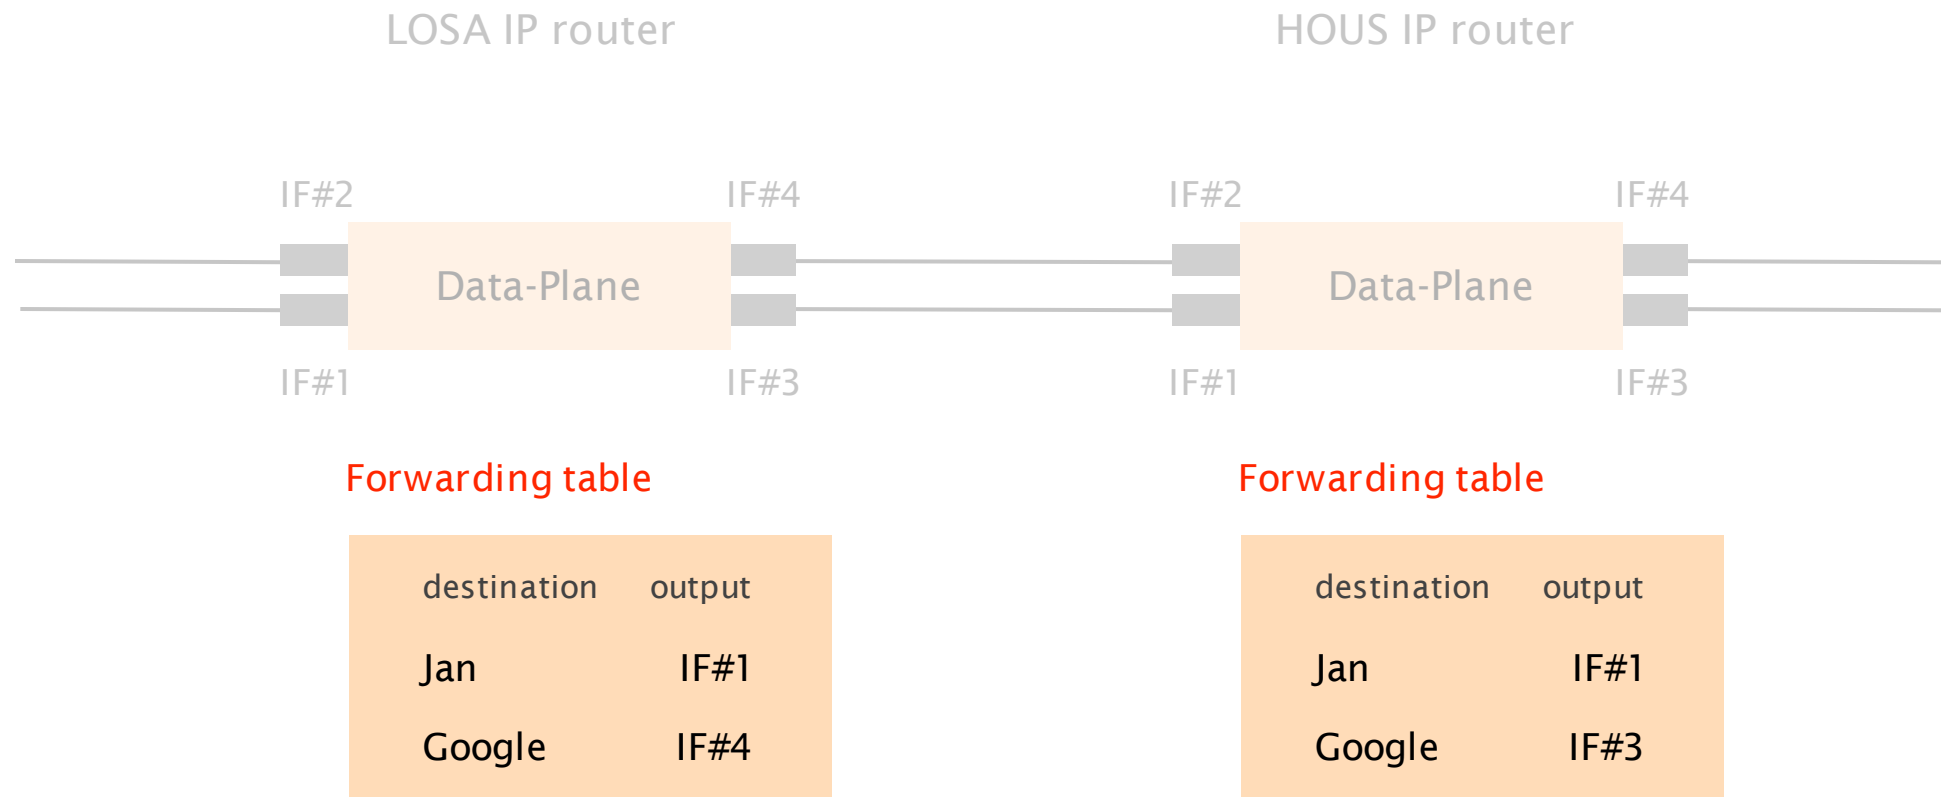 LOSA IP router HOUS IP router
IF#2 IF#4 IF#2 IF#4
Data-Plane Data-Plane
IF#1 IF#3 IF#1 IF#3
Forwarding table Forwarding table
destination output destination output
Jan IF#1 Jan IF#1
Google IF#4 Google IF#3